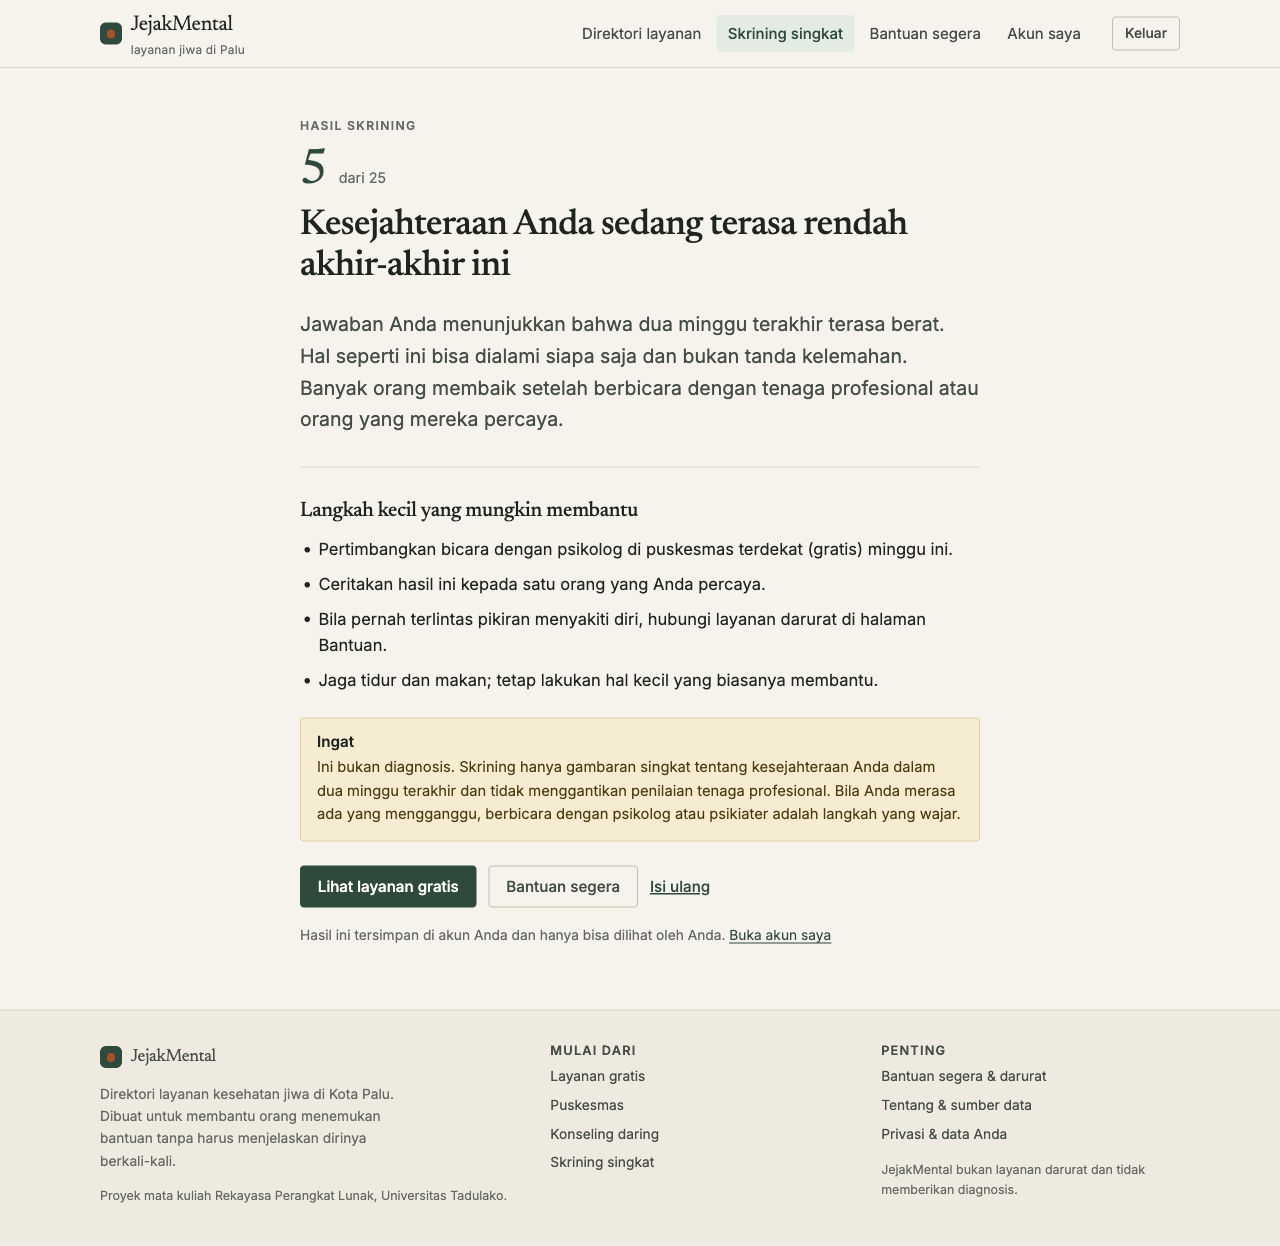 JejakMental
layanan jiwa di Palu
Direktori layanan
Skrining singkat
Bantuan segera
Akun saya
Keluar
HASIL SKRINING
5 dari 25
Kesejahteraan Anda sedang terasa rendah
akhir-akhir ini
Jawaban Anda menunjukkan bahwa dua minggu terakhir terasa berat.
Hal seperti ini bisa dialami siapa saja dan bukan tanda kelemahan.
Banyak orang membaik setelah berbicara dengan tenaga profesional atau
orang yang mereka percaya.
Langkah kecil yang mungkin membantu
• Pertimbangkan bicara dengan psikolog di puskesmas terdekat (gratis) minggu ini.
• Ceritakan hasil ini kepada satu orang yang Anda percaya.
• Bila pernah terlintas pikiran menyakiti diri, hubungi layanan darurat di halaman
Bantuan.
• Jaga tidur dan makan; tetap lakukan hal kecil yang biasanya membantu.
Ingat
Ini bukan diagnosis. Skrining hanya gambaran singkat tentang kesejahteraan Anda dalam
dua minggu terakhir dan tidak menggantikan penilaian tenaga profesional. Bila Anda merasa
ada yang mengganggu, berbicara dengan psikolog atau psikiater adalah langkah yang wajar.
Lihat layanan gratis
Bantuan segera
Isi ulang
Hasil ini tersimpan di akun Anda dan hanya bisa dilihat oleh Anda. Buka akun saya
JejakMental
Direktori layanan kesehatan jiwa di Kota Palu.
Dibuat untuk membantu orang menemukan
bantuan tanpa harus menjelaskan dirinya
berkali-kali.
Proyek mata kuliah Rekayasa Perangkat Lunak, Universitas Tadulako.
MULAI DARI
Layanan gratis
Puskesmas
Konseling daring
Skrining singkat
PENTING
Bantuan segera & darurat
Tentang & sumber data
Privasi & data Anda
JejakMental bukan layanan darurat dan tidak
memberikan diagnosis.